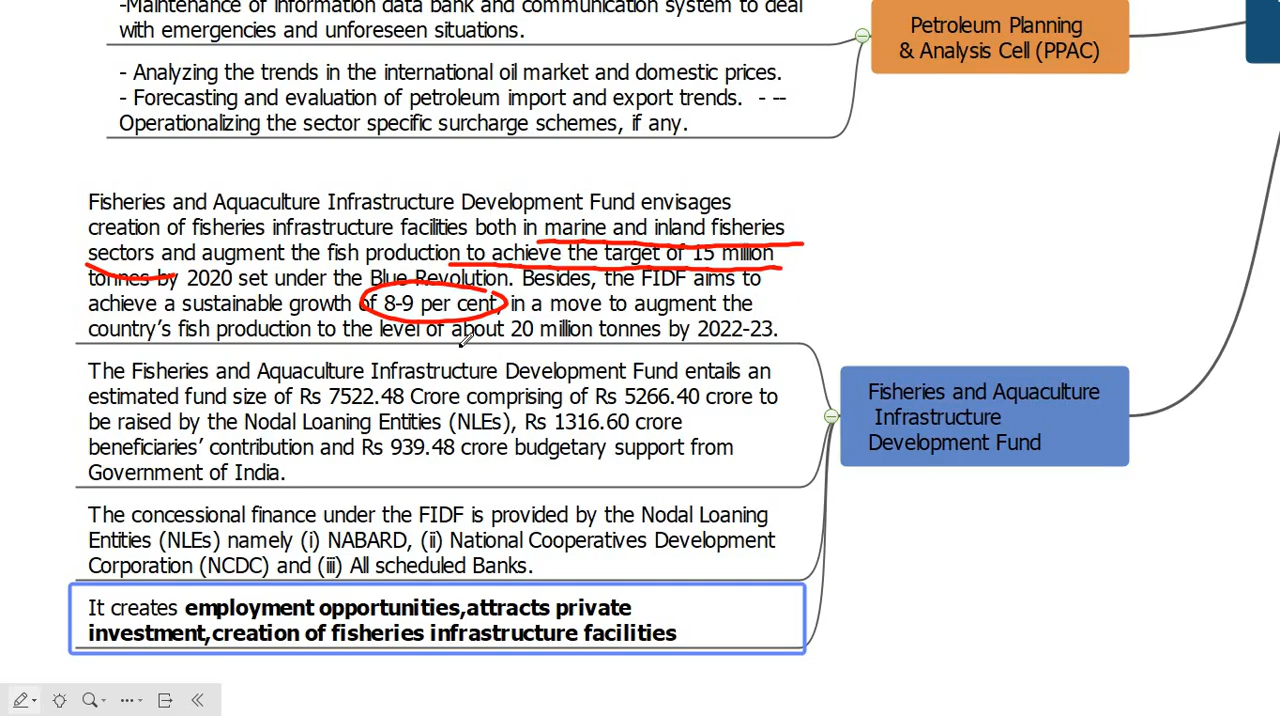 -Maintenance of information data bank and communication system to deal
with emergencies and unforeseen situations.
- Analyzing the trends in the international oil market and domestic prices.
- Forecasting and evaluation of petroleum import and export trends.   - --
Operationalizing the sector specific surcharge schemes, if any.
Petroleum Planning
& Analysis Cell (PPAC)
Fisheries and Aquaculture Infrastructure Development Fund envisages
creation of fisheries infrastructure facilities both in marine and inland fisheries
sectors and augment the fish production to achieve the target of 15 million
tonnes by 2020 set under the Blue Revolution. Besides, the FIDF aims to
achieve a sustainable growth of 8-9 per cent, in a move to augment the
country’s fish production to the level of about 20 million tonnes by 2022-23.
The Fisheries and Aquaculture Infrastructure Development Fund entails an
estimated fund size of Rs 7522.48 Crore comprising of Rs 5266.40 crore to
be raised by the Nodal Loaning Entities (NLEs), Rs 1316.60 crore
beneficiaries’ contribution and Rs 939.48 crore budgetary support from
Government of India.
The concessional finance under the FIDF is provided by the Nodal Loaning
Entities (NLEs) namely (i) NABARD, (ii) National Cooperatives Development
Corporation (NCDC) and (iii) All scheduled Banks.
It creates employment opportunities,attracts private
investment,creation of fisheries infrastructure facilities
Fisheries and Aquaculture
Infrastructure
Development Fund